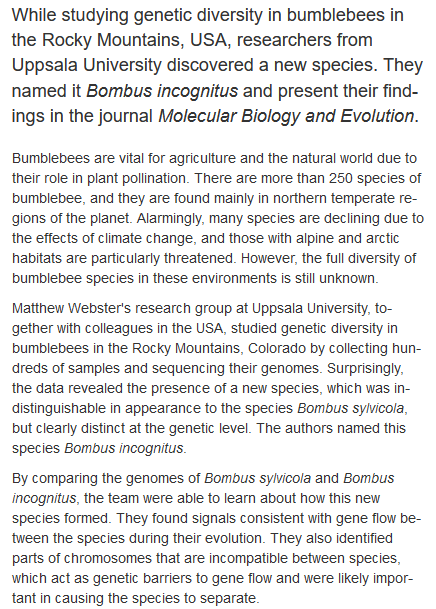 While studying genetic diversity in bumblebees in
the Rocky Mountains, USA, researchers from
Uppsala University discovered a new species. They
named it Bombus incognitus and present their find-
ings in the journal Molecular Biology and Evolution.
Bumblebees are vital for agriculture and the natural world due to
their role in plant pollination. There are more than 250 species of
bumblebee, and they are found mainly in northern temperate re-
gions of the planet. Alarmingly, many species are declining due to
the effects of climate change, and those with alpine and arctic
habitats are particularly threatened. However, the full diversity of
bumblebee species in these environments is still unknown.
Matthew Webster's research group at Uppsala University, to-
gether with colleagues in the USA, studied genetic diversity in
bumblebees in the Rocky Mountains, Colorado by collecting hun-
dreds of samples and sequencing their genomes. Surprisingly,
the data revealed the presence of a new species, which was in-
distinguishable in appearance to the species Bombus sylvicola,
but clearly distinct at the genetic level. The authors named this
species Bombus incognitus.
By comparing the genomes of Bombus sylvicola and Bombus
incognitus, the team were able to learn about how this new
species formed. They found signals consistent with gene flow be-
tween the species during their evolution. They also identified
parts of chromosomes that are incompatible between species,
which act as genetic barriers to gene flow and were likely impor-
tant in causing the species to separate.